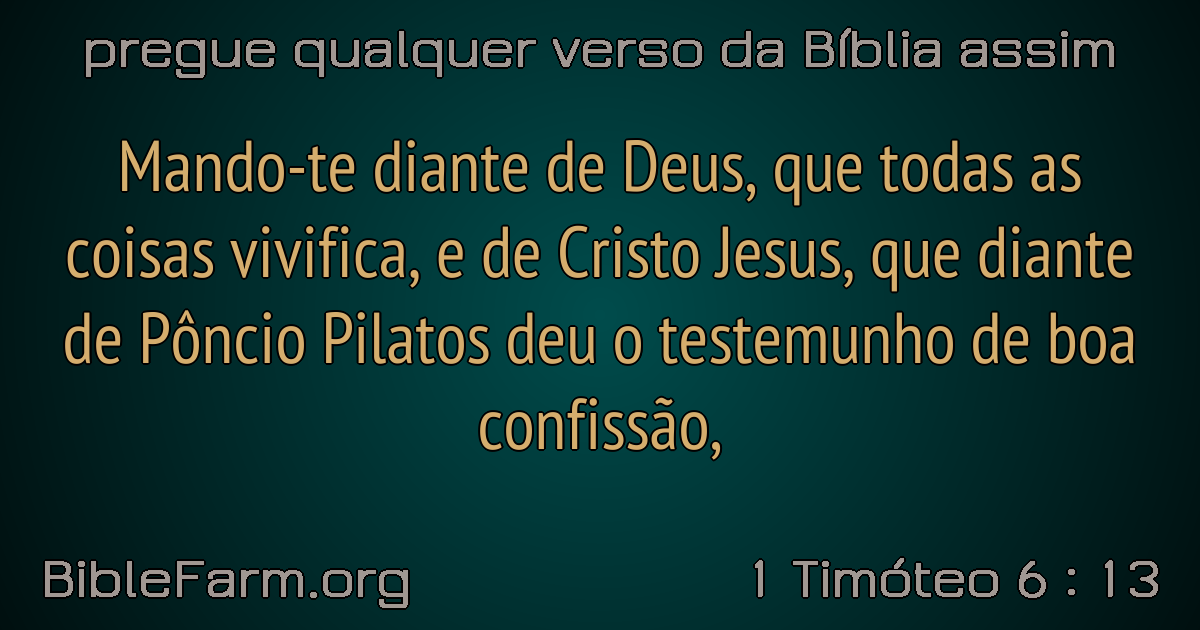 pregue qualquer verso da Bíblia assim
Mando-te diante de Deus, que todas as
coisas vivifica, e de Cristo Jesus, que diante
de Pôncio Pilatos deu o testemunho de boa
confissão,
BibleFarm.org
1 Timóteo 6 : 13